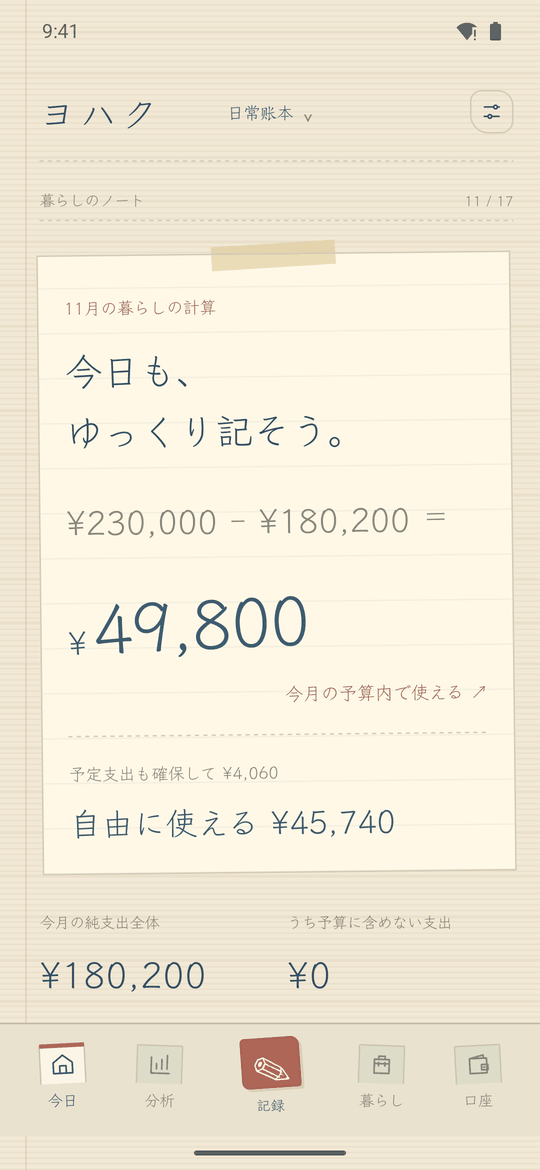 9:41
ヨハク
日常账本
暮らしのノート
11 / 17
11月の暮らしの計算
今日も、
ゆっくり記そう。
¥230,000 − ¥180,200 =
¥49,800
今月の予算内で使える ↗
予定支出も確保して ¥4,060
自由に使える ¥45,740
今月の純支出全体
うち予算に含めない支出
¥180,200
¥0
今日
分析
記録
暮らし
口座